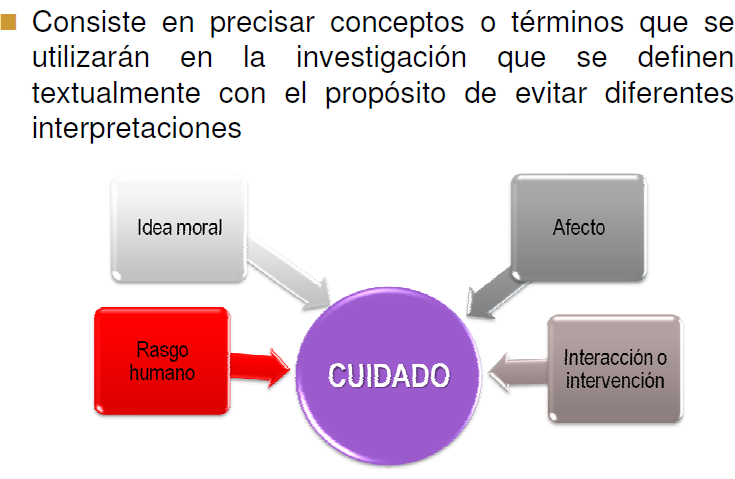 Consiste en precisar conceptos o términos que se
utilizarán en la investigación que se definen
textualmente con el propósito de evitar diferentes
interpretaciones
Idea moral
Afecto
Rasgo
humano
CUIDADO
Interacción o
intervención